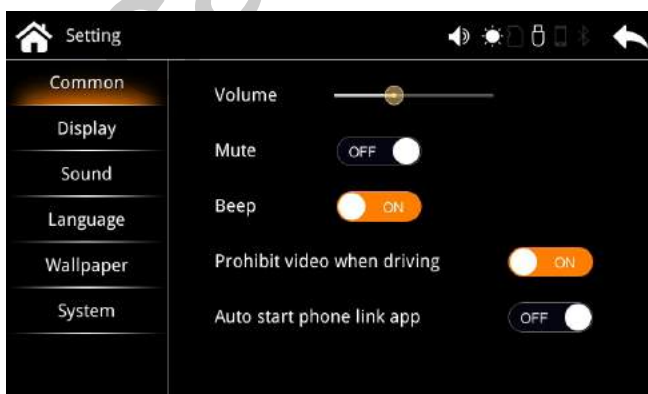 Setting
Common
Display
Sound
Language
Wallpaper
System
Volume
Mute OFF
Beep ON
Prohibit video when driving ON
Auto start phone link app OFF